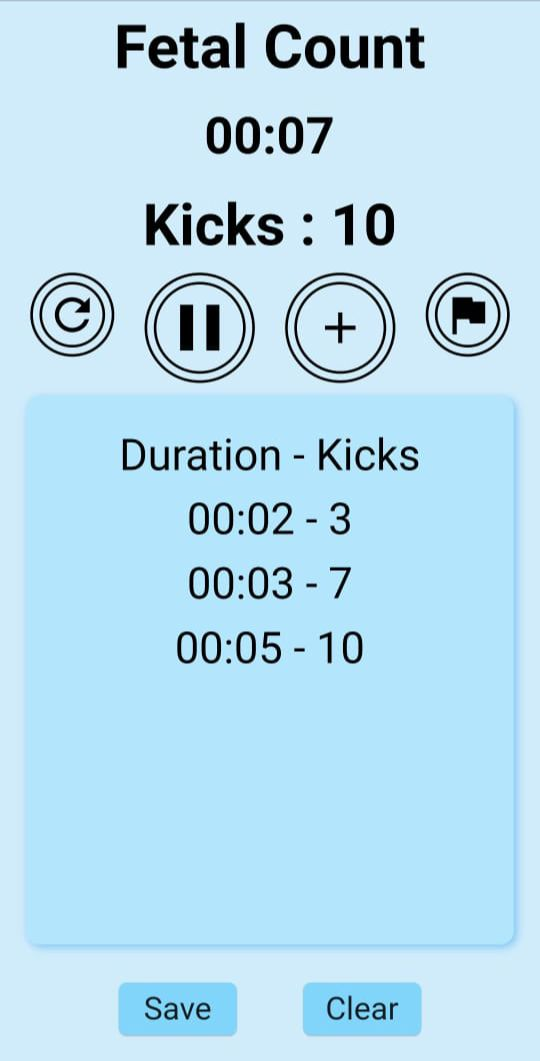 Fetal Count
00:07
Kicks : 10
+
Duration - Kicks
00:02 - 3
00:03 - 7
00:05 - 10
Save Clear